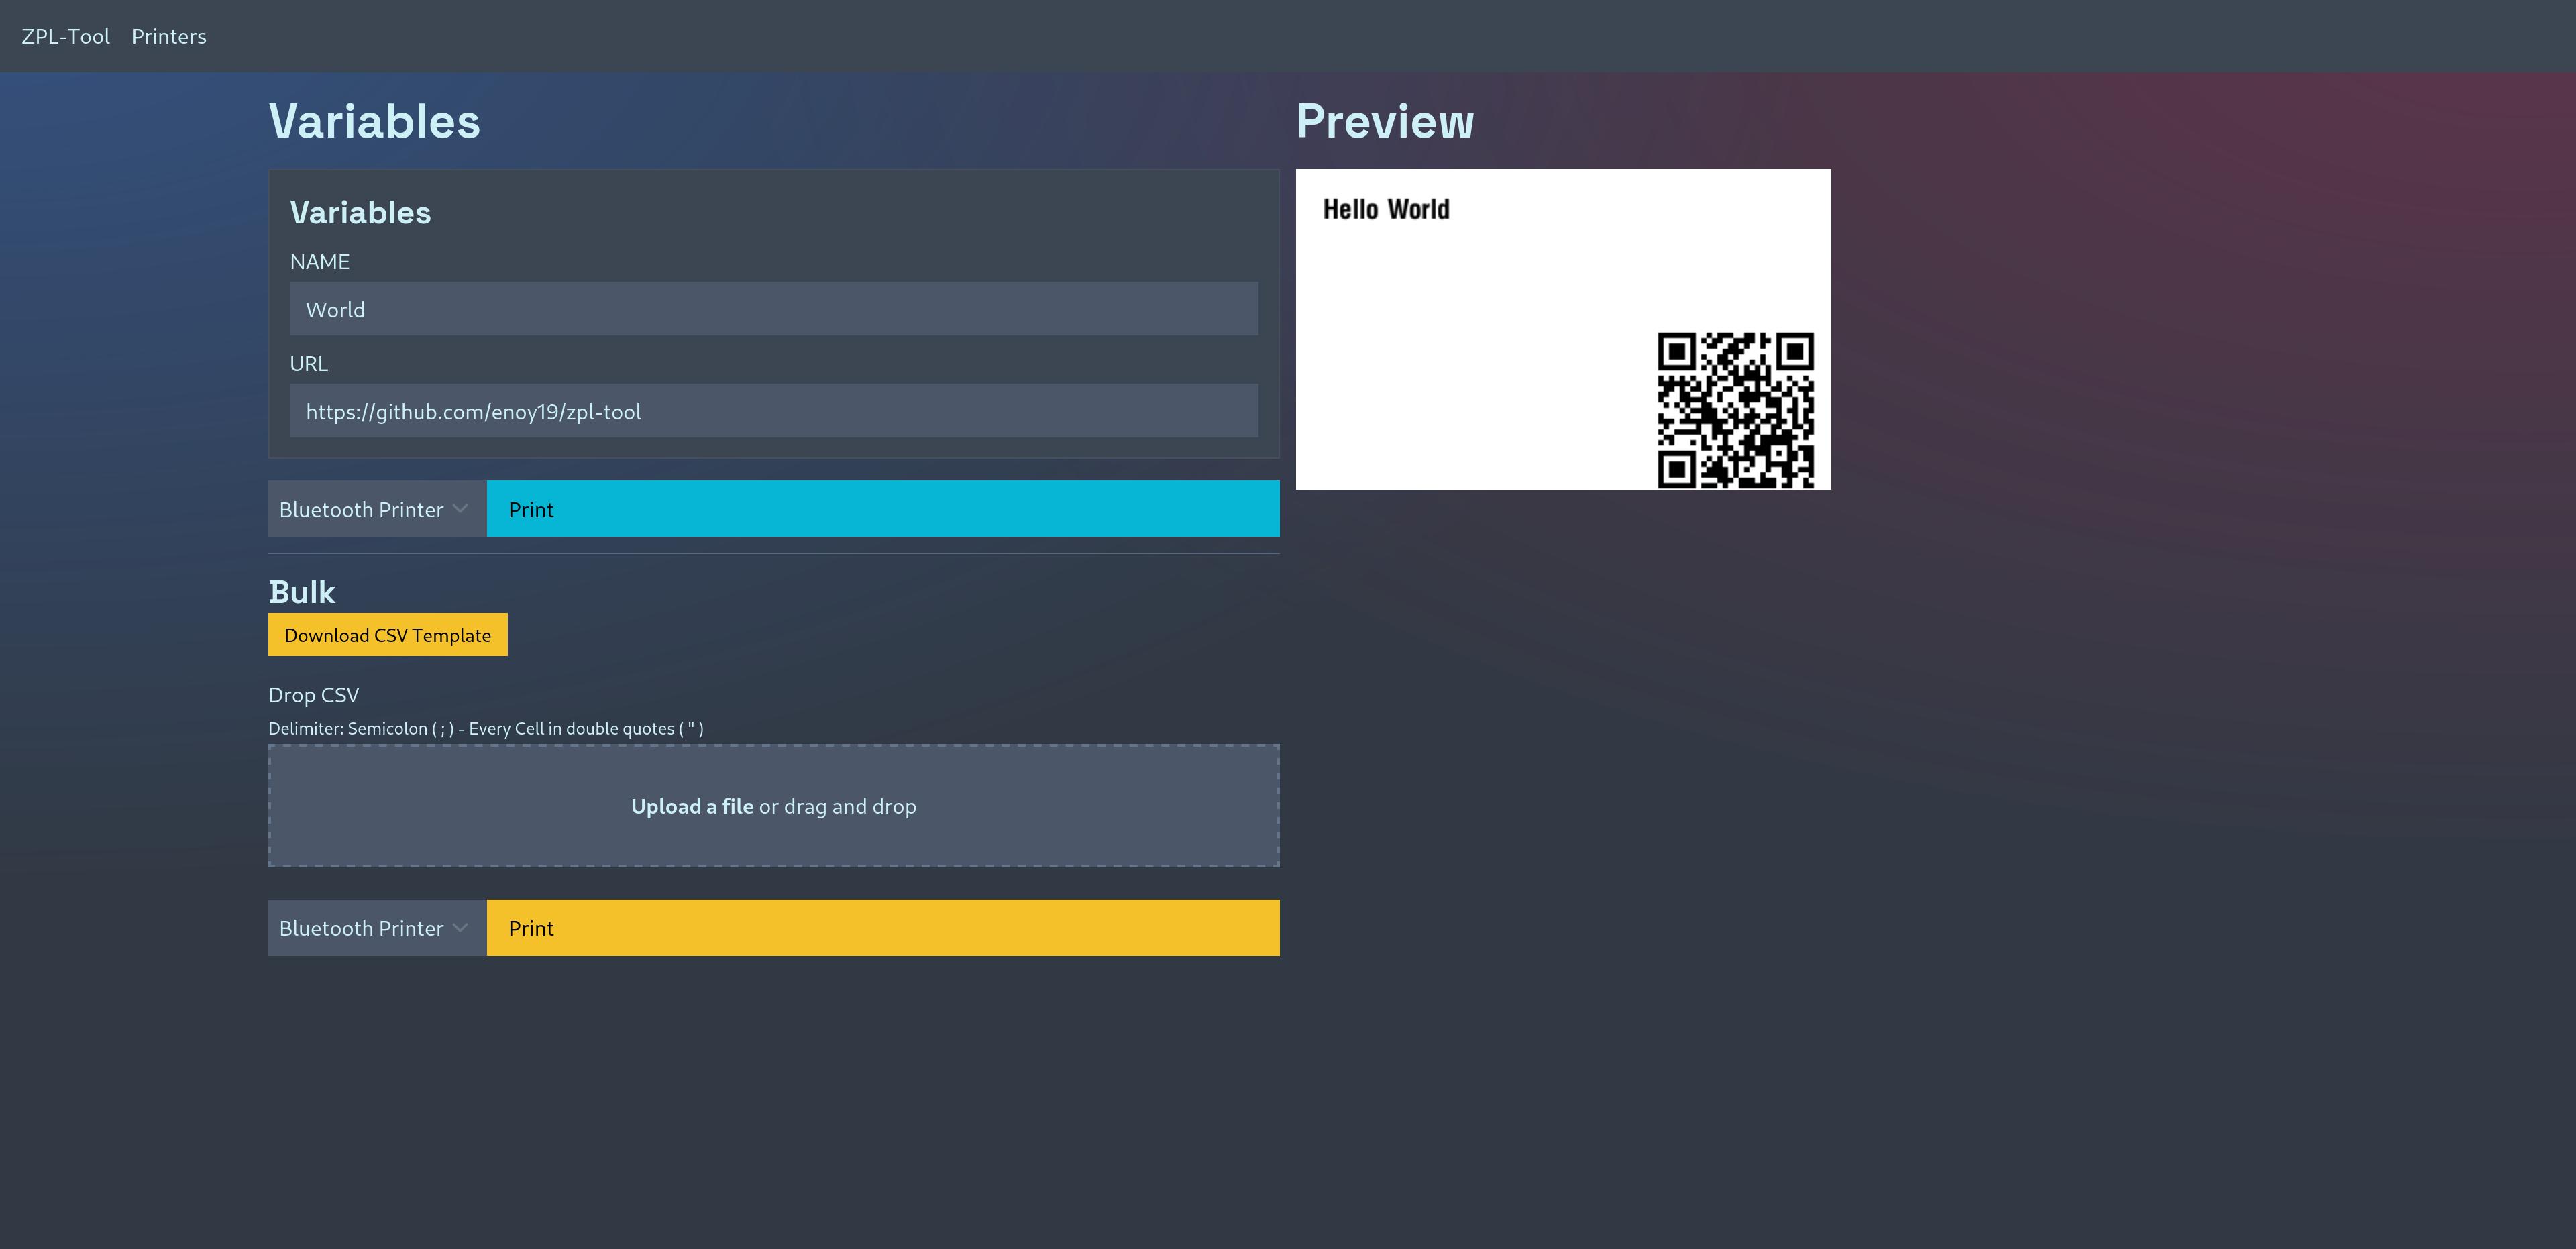 ZPL-Tool Printers
Variables
Variables
NAME
World
URL
https://github.com/enoy19/zpl-tool
Bluetooth Printer Print
Bulk
Download CSV Template
Drop CSV
Delimiter: Semicolon ( ; ) - Every Cell in double quotes ( " )
Upload a file or drag and drop
Bluetooth Printer Print
Preview
Hello World